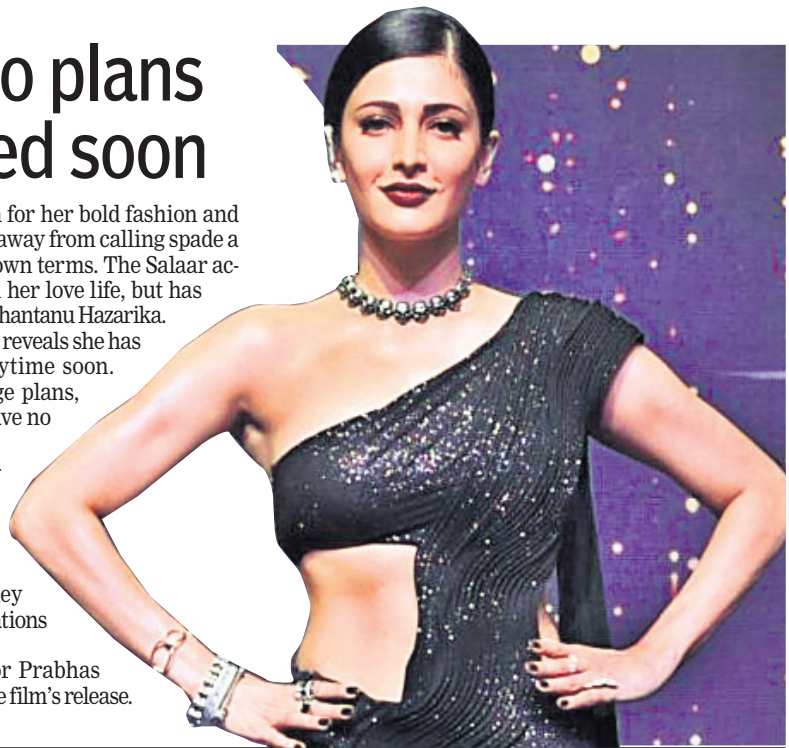 o plans
ed soon
for her bold fashion and
away from calling spade a
own terms. The Salaar ac-
her love life, but has
hantanu Hazarika.
reveals she has
ytime soon.
ge plans,
ve no
ey
tions
or Prabhas
e film's release.